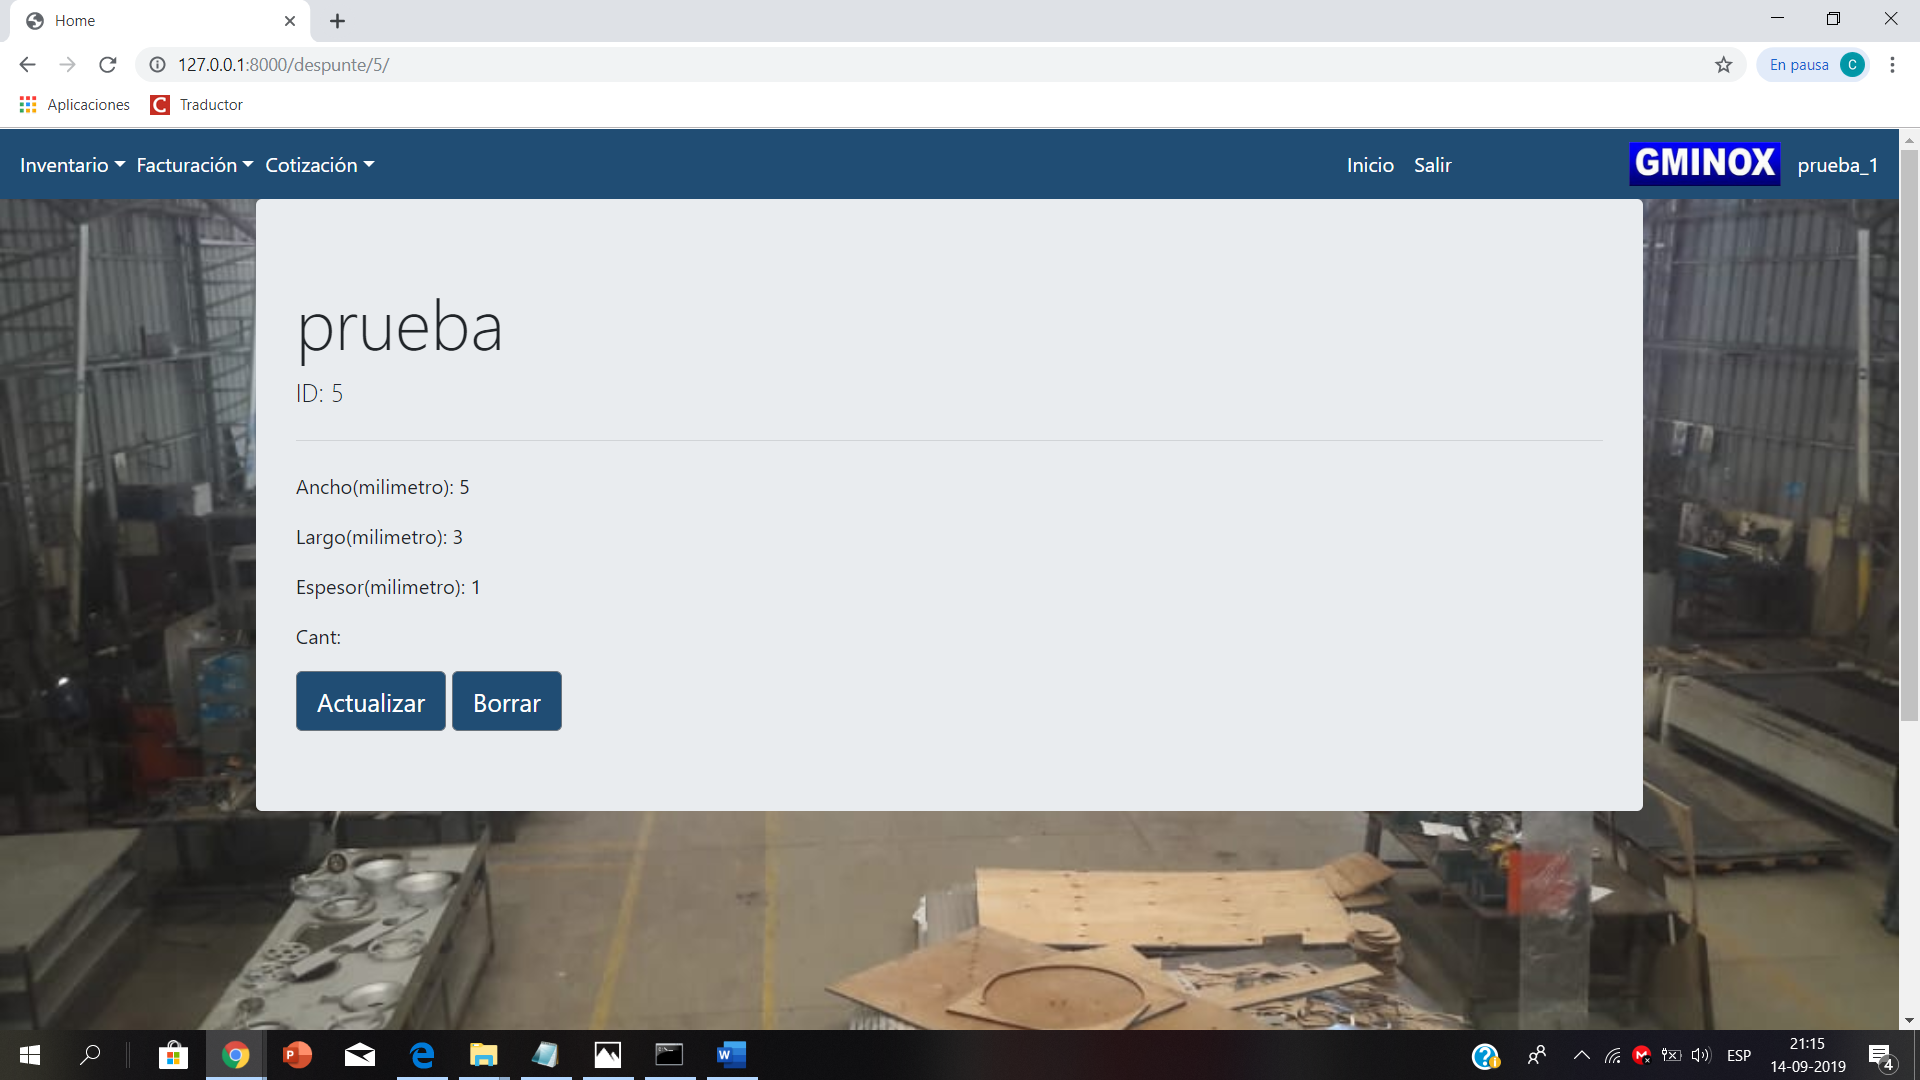 Home
127.0.0.1:8000/despunte/5/
En pausa C
Aplicaciones Traductor
Inventario Facturación Cotización Inicio Salir GMINOX prueba_1
prueba
ID: 5
Ancho(milimetro): 5
Largo(milimetro): 3
Espesor(milimetro): 1
Cant:
Actualizar Borrar
ESP
21:15
14-09-2019
4